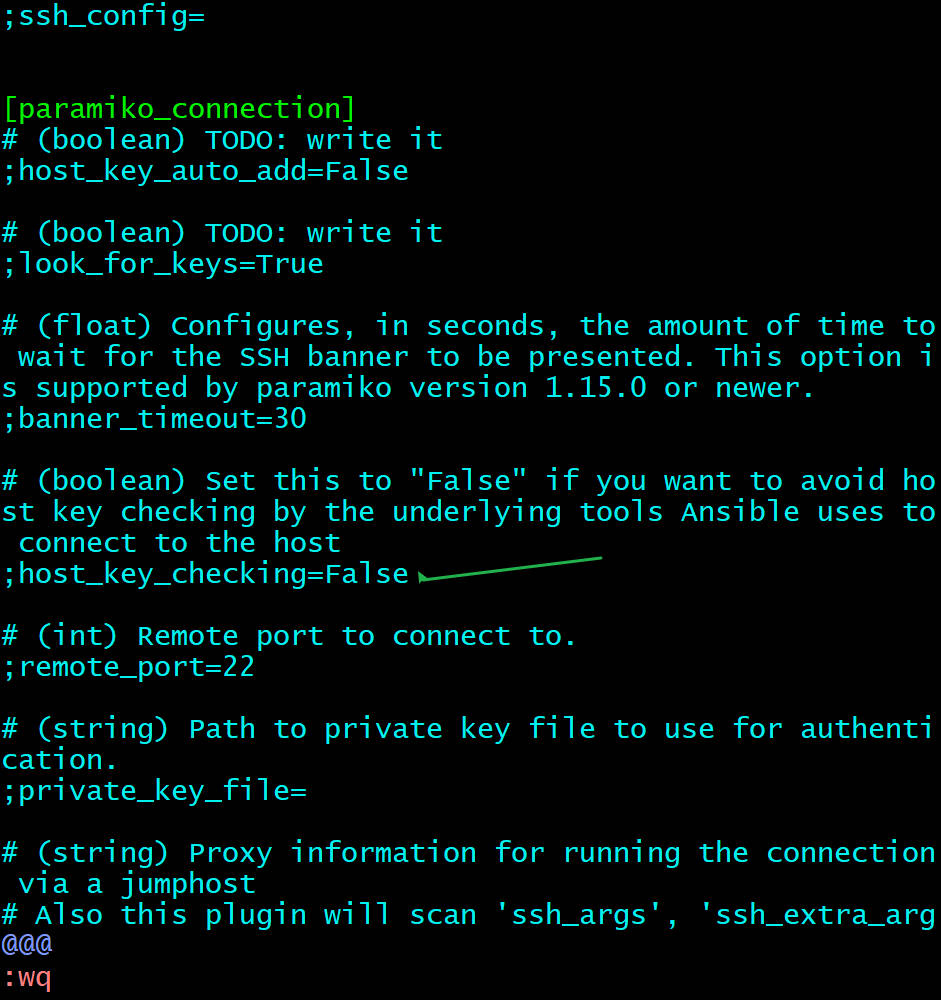 ;ssh_config=
[paramiko_connection]
# (boolean) TODO: write it
;host_key_auto_add=False
# (boolean) TODO: write it
;look_for_keys=True
# (float) Configures, in seconds, the amount of time to
 wait for the SSH banner to be presented. This option i
s supported by paramiko version 1.15.0 or newer.
;banner_timeout=30
# (boolean) Set this to "False" if you want to avoid ho
st key checking by the underlying tools Ansible uses to
 connect to the host
;host_key_checking=False
# (int) Remote port to connect to.
;remote_port=22
# (string) Path to private key file to use for authenti
cation.
;private_key_file=
# (string) Proxy information for running the connection
 via a jumphost
# Also this plugin will scan 'ssh_args', 'ssh_extra_arg
@@@
:wq